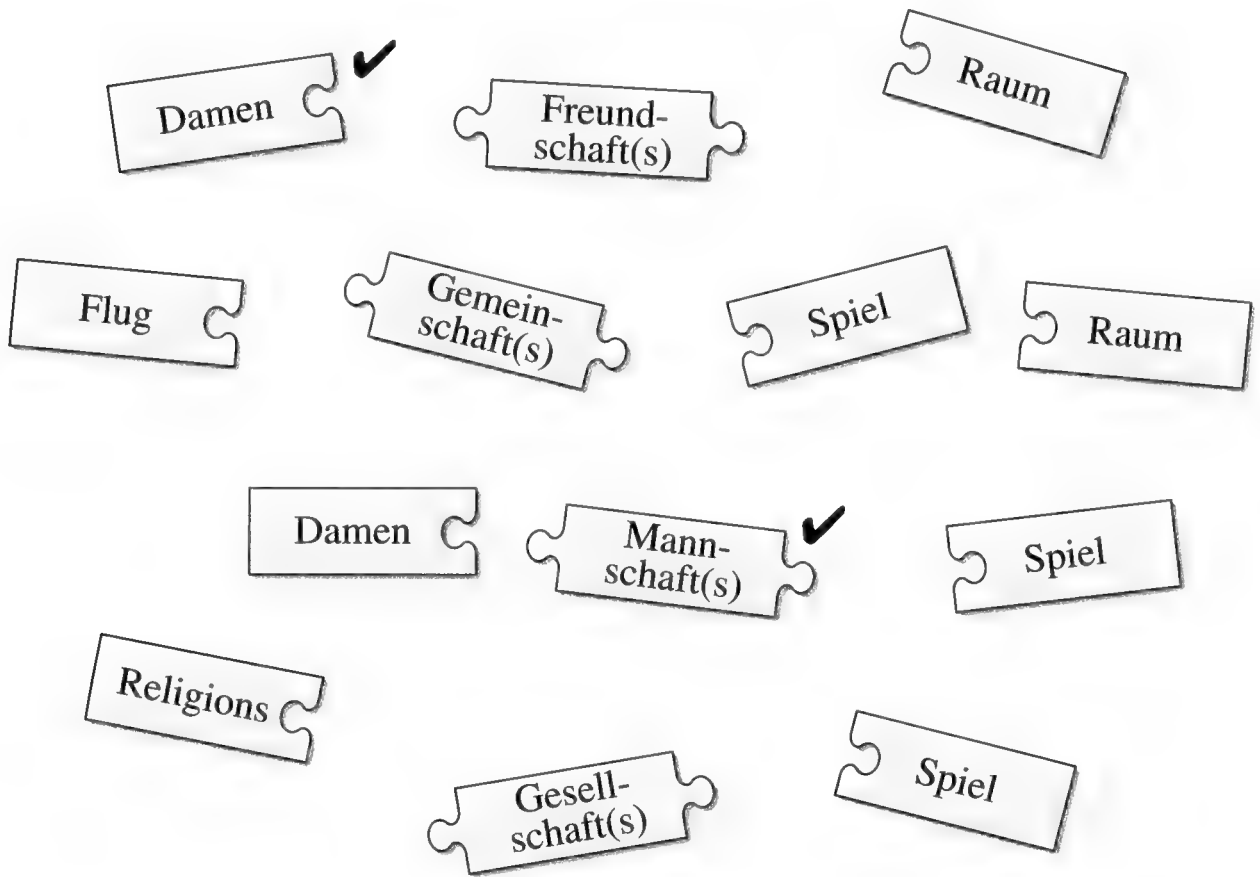 Damen ✔
Freund-
schaft(s)
Raum
Flug
Gemein-
schaft(s)
Spiel
Raum
Damen
Mann-
schaft(s) ✔
Spiel
Religions
Gesell-
schaft(s)
Spiel